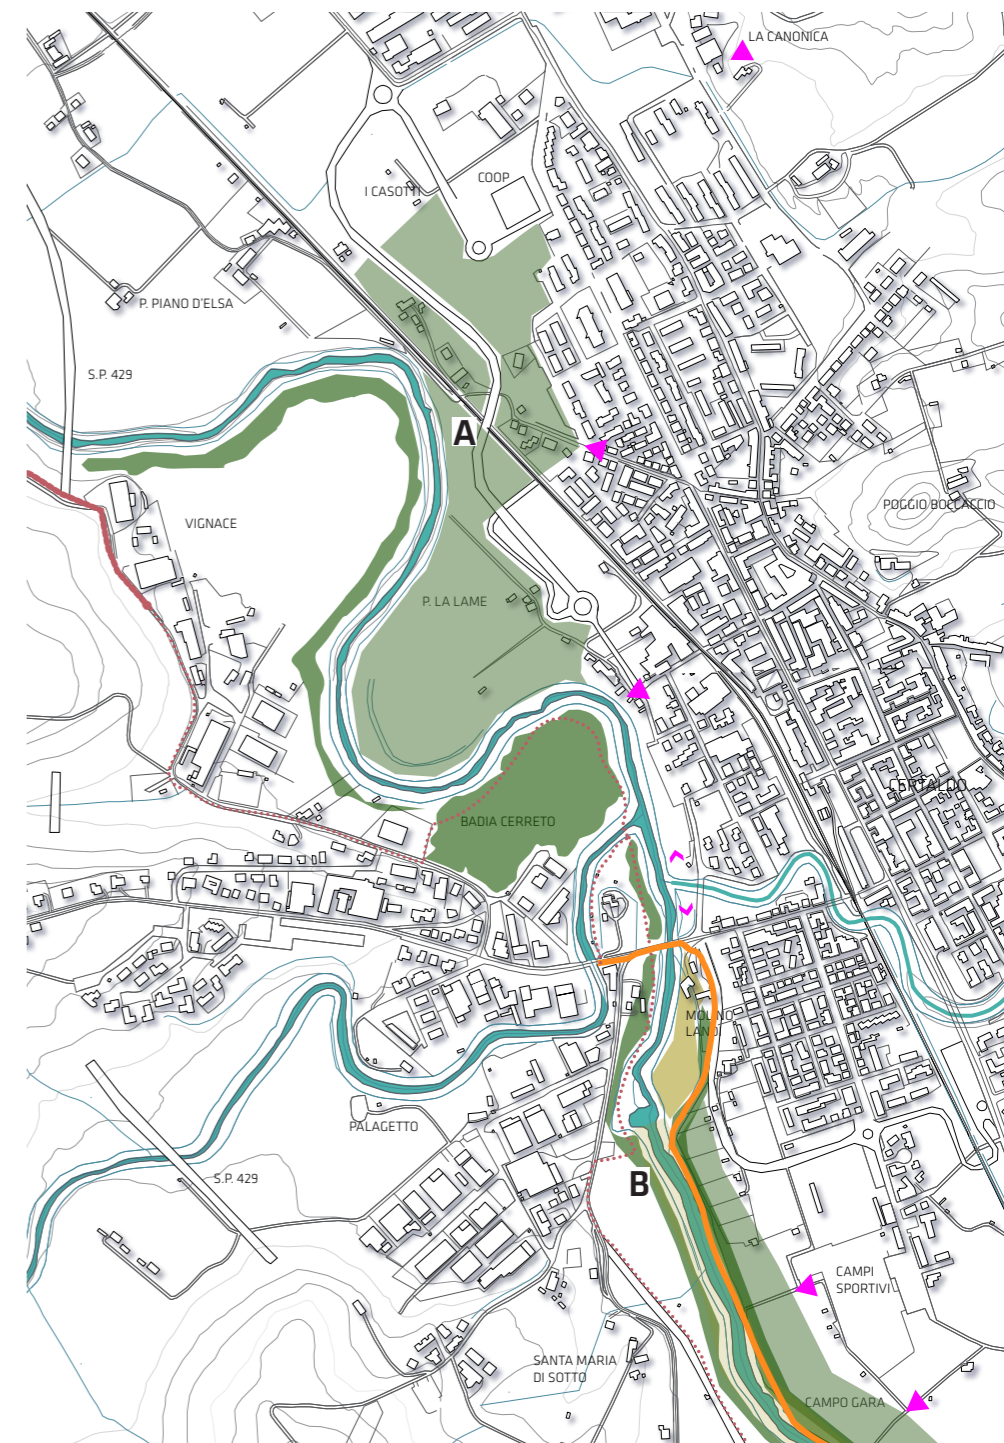 LA CANONICA
COOP
I CASOTTI
P. PIANO D'ELSA
S.P. 429
A
POGGIO BOCCACCIO
VIGNACE
P. LA LAME
CERTALDO
BADIA CERRETO
MOLINO
LANDI
PALAGETTO
S.P. 429
B
CAMPI
SPORTIVI
SANTA MARIA
DI SOTTO
CAMPO GARA